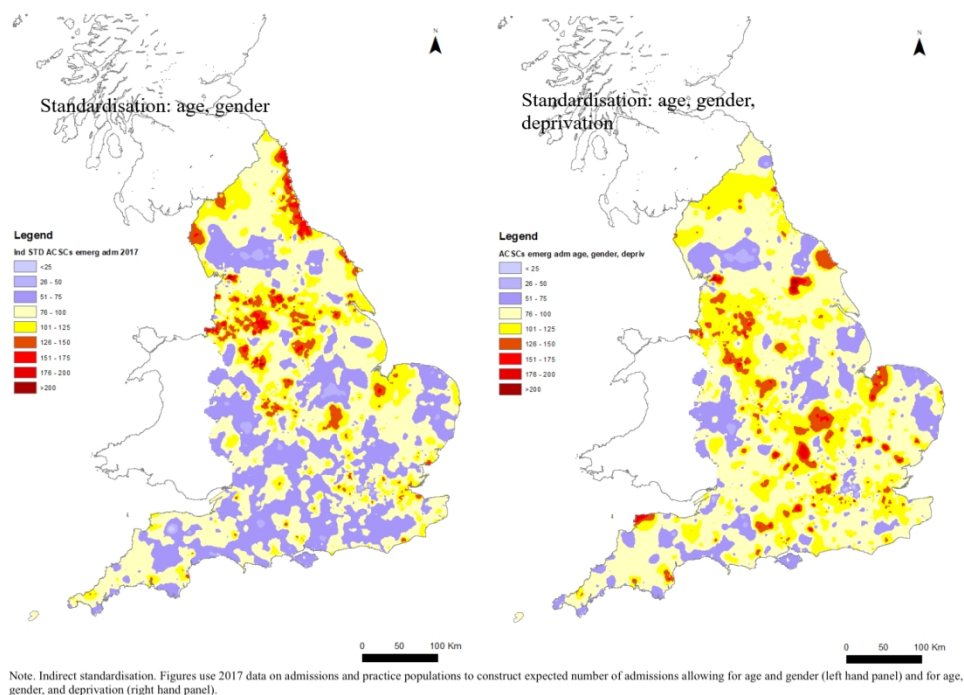 Standardisation: age, gender
N
Legend
Ind STD ACSCs emerg adm 2017
<25
26 - 50
51 - 75
76 - 100
101 - 125
126 - 150
151 - 175
176 - 200
>200
0 50 100 Km
Standardisation: age, gender,
deprivation
N
Legend
ACSCs emerg adm age, gender, depriv
< 25
26 - 50
51 - 75
76 - 100
101 - 125
126 - 150
151 - 175
176 - 200
>200
0 50 100 Km
Note. Indirect standardisation. Figures use 2017 data on admissions and practice populations to construct expected number of admissions allowing for age and gender (left hand panel) and for age,
gender, and deprivation (right hand panel).